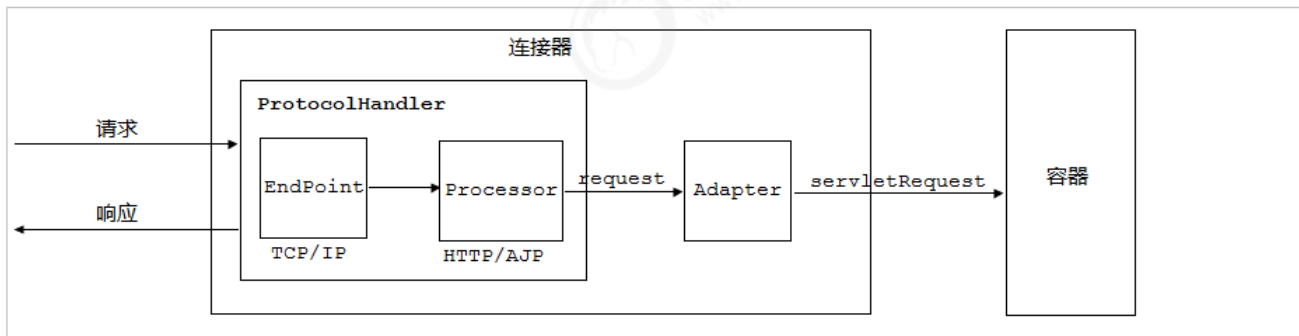 连接器
ProtocolHandler
请求
EndPoint
Processor
request
Adapter
servletRequest
容器
响应
TCP/IP
HTTP/AJP